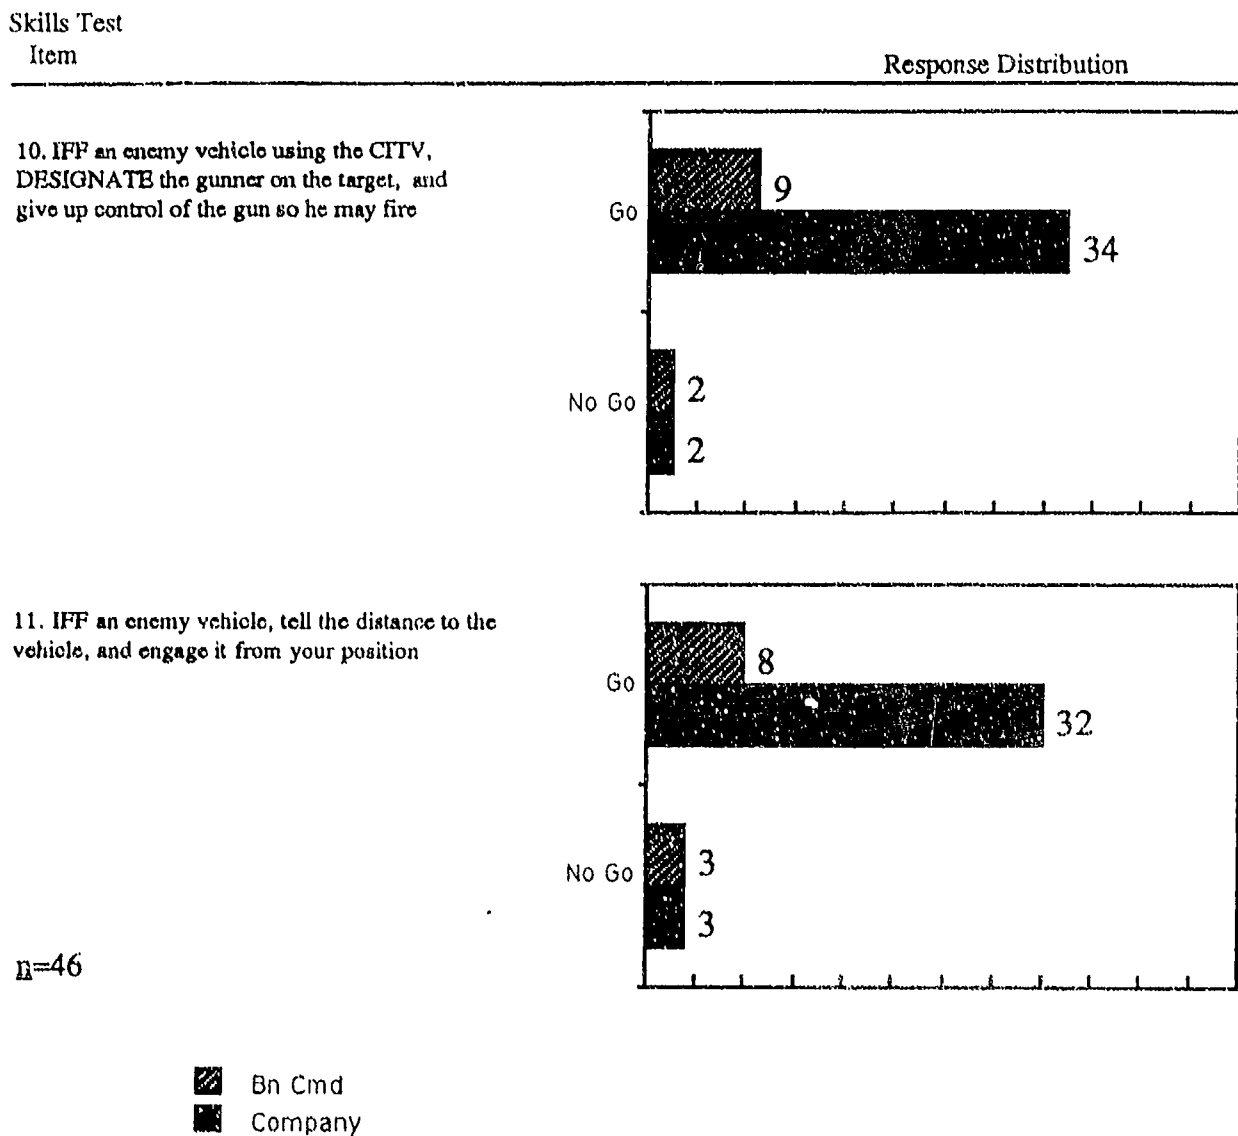 Skills Test
Item
Response Distribution
10. IFF an enemy vehicle using the CITV,
DESIGNATE the gunner on the target, and
give up control of the gun so he may fire
Go
9
34
No Go
2
2
11. IFF an enemy vehicle, tell the distance to the
vehicle, and engage it from your position
Go
8
32
No Go
3
3
n=46
Bn Cmd
Company